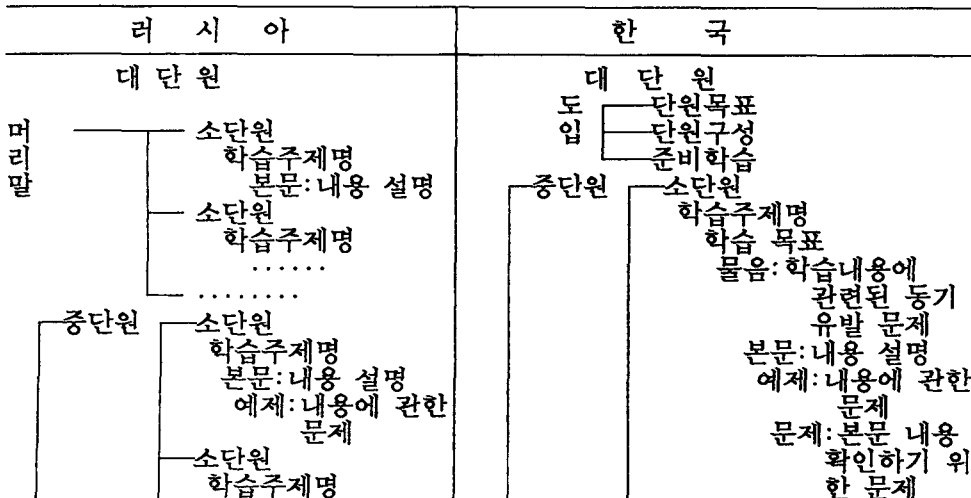 러 시 아
대 단 원
머리말
소단원
학습주제명
본문:내용 설명
소단원
학습주제명
······
········
중단원
소단원
학습주제명
본문:내용 설명
예제:내용에 관한
문제
소단원
학습주제명
한 국
대 단 원
도입
단원목표
단원구성
준비학습
중단원
소단원
학습주제명
학습 목표
물음:학습내용에
관련된 동기
유발 문제
본문:내용 설명
예제:내용에 관한
문제
문제:본문 내용
확인하기 위
한 문제